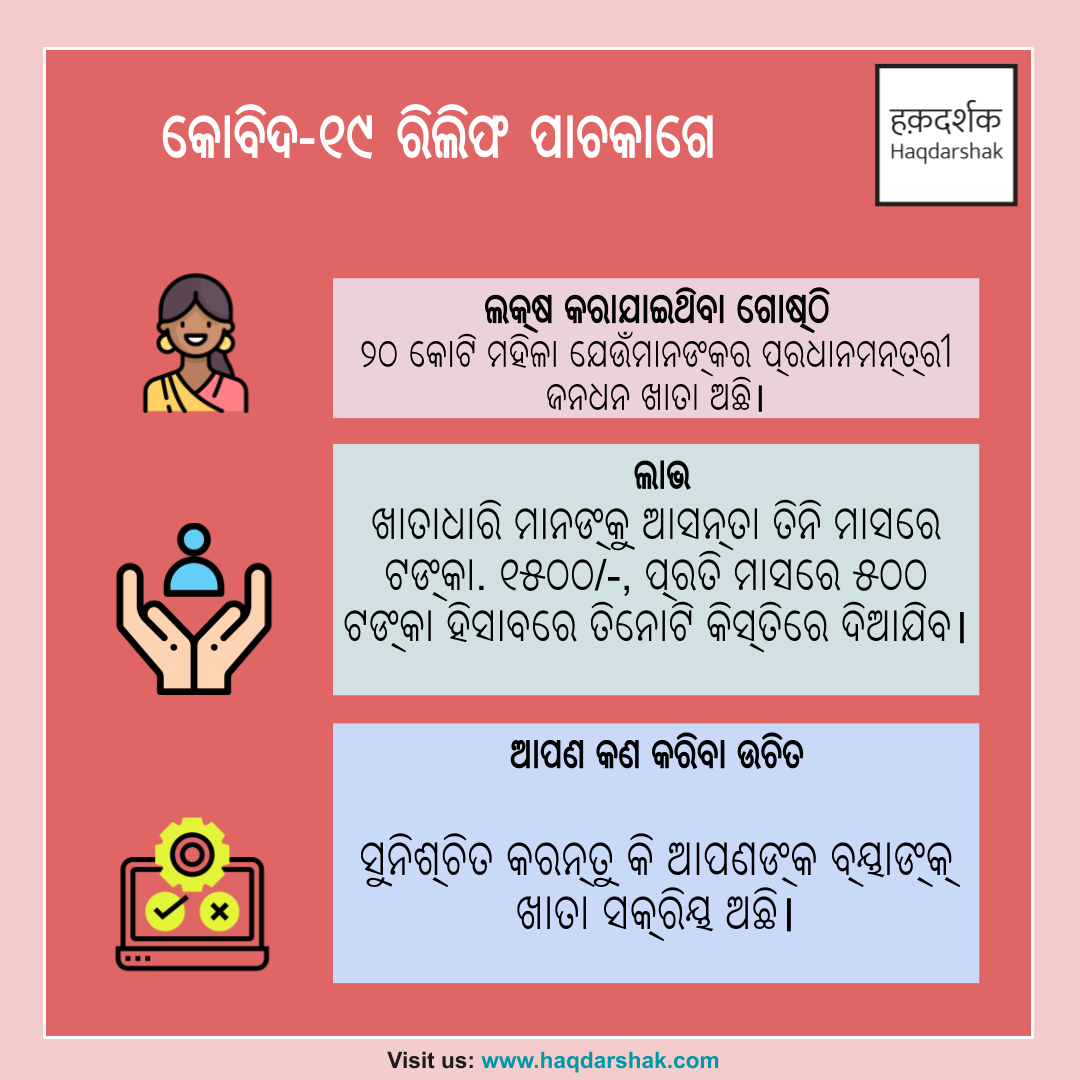 କୋବିଦ-୧୯ ରିଲିଫ ପାଚକାଗେ
हक़दर्शक
Haqdarshak
ଲକ୍‌ଷ କରାଯାଇଥିବା ଗୋଷ୍‌ଠି
୨୦ କୋଟି ମହିଳା ଯେଉଁମାନଙ୍‌କର ପ୍‌ରଧାନମନ୍‌ତ୍‌ରୀ
ଜନଧନ ଖାତା ଅଛି।
ଲାଭ
ଖାତାଧାରି ମାନଙ୍‌କୁ ଆସନ୍‌ତା ତିନି ମାସରେ
ଟଙ୍‌କା. ୧୫୦୦/-, ପ୍‌ରତି ମାସରେ ୫୦୦
ଟଙ୍‌କା ହିସାବରେ ତିନୋଟି କିସ୍‌ତିରେ ଦିଆଯିବ।
ଆପଣ କଣ କରିବା ଉଚିତ
ସୁନିଶ୍‌ଚିତ କରନ୍‌ତୁ କି ଆପଣଙ୍‌କ ବ୍‌ୟାଙ୍‌କ୍
ଖାତା ସକ୍‌ରିୟ ଅଛି।
Visit us: www.haqdarshak.com